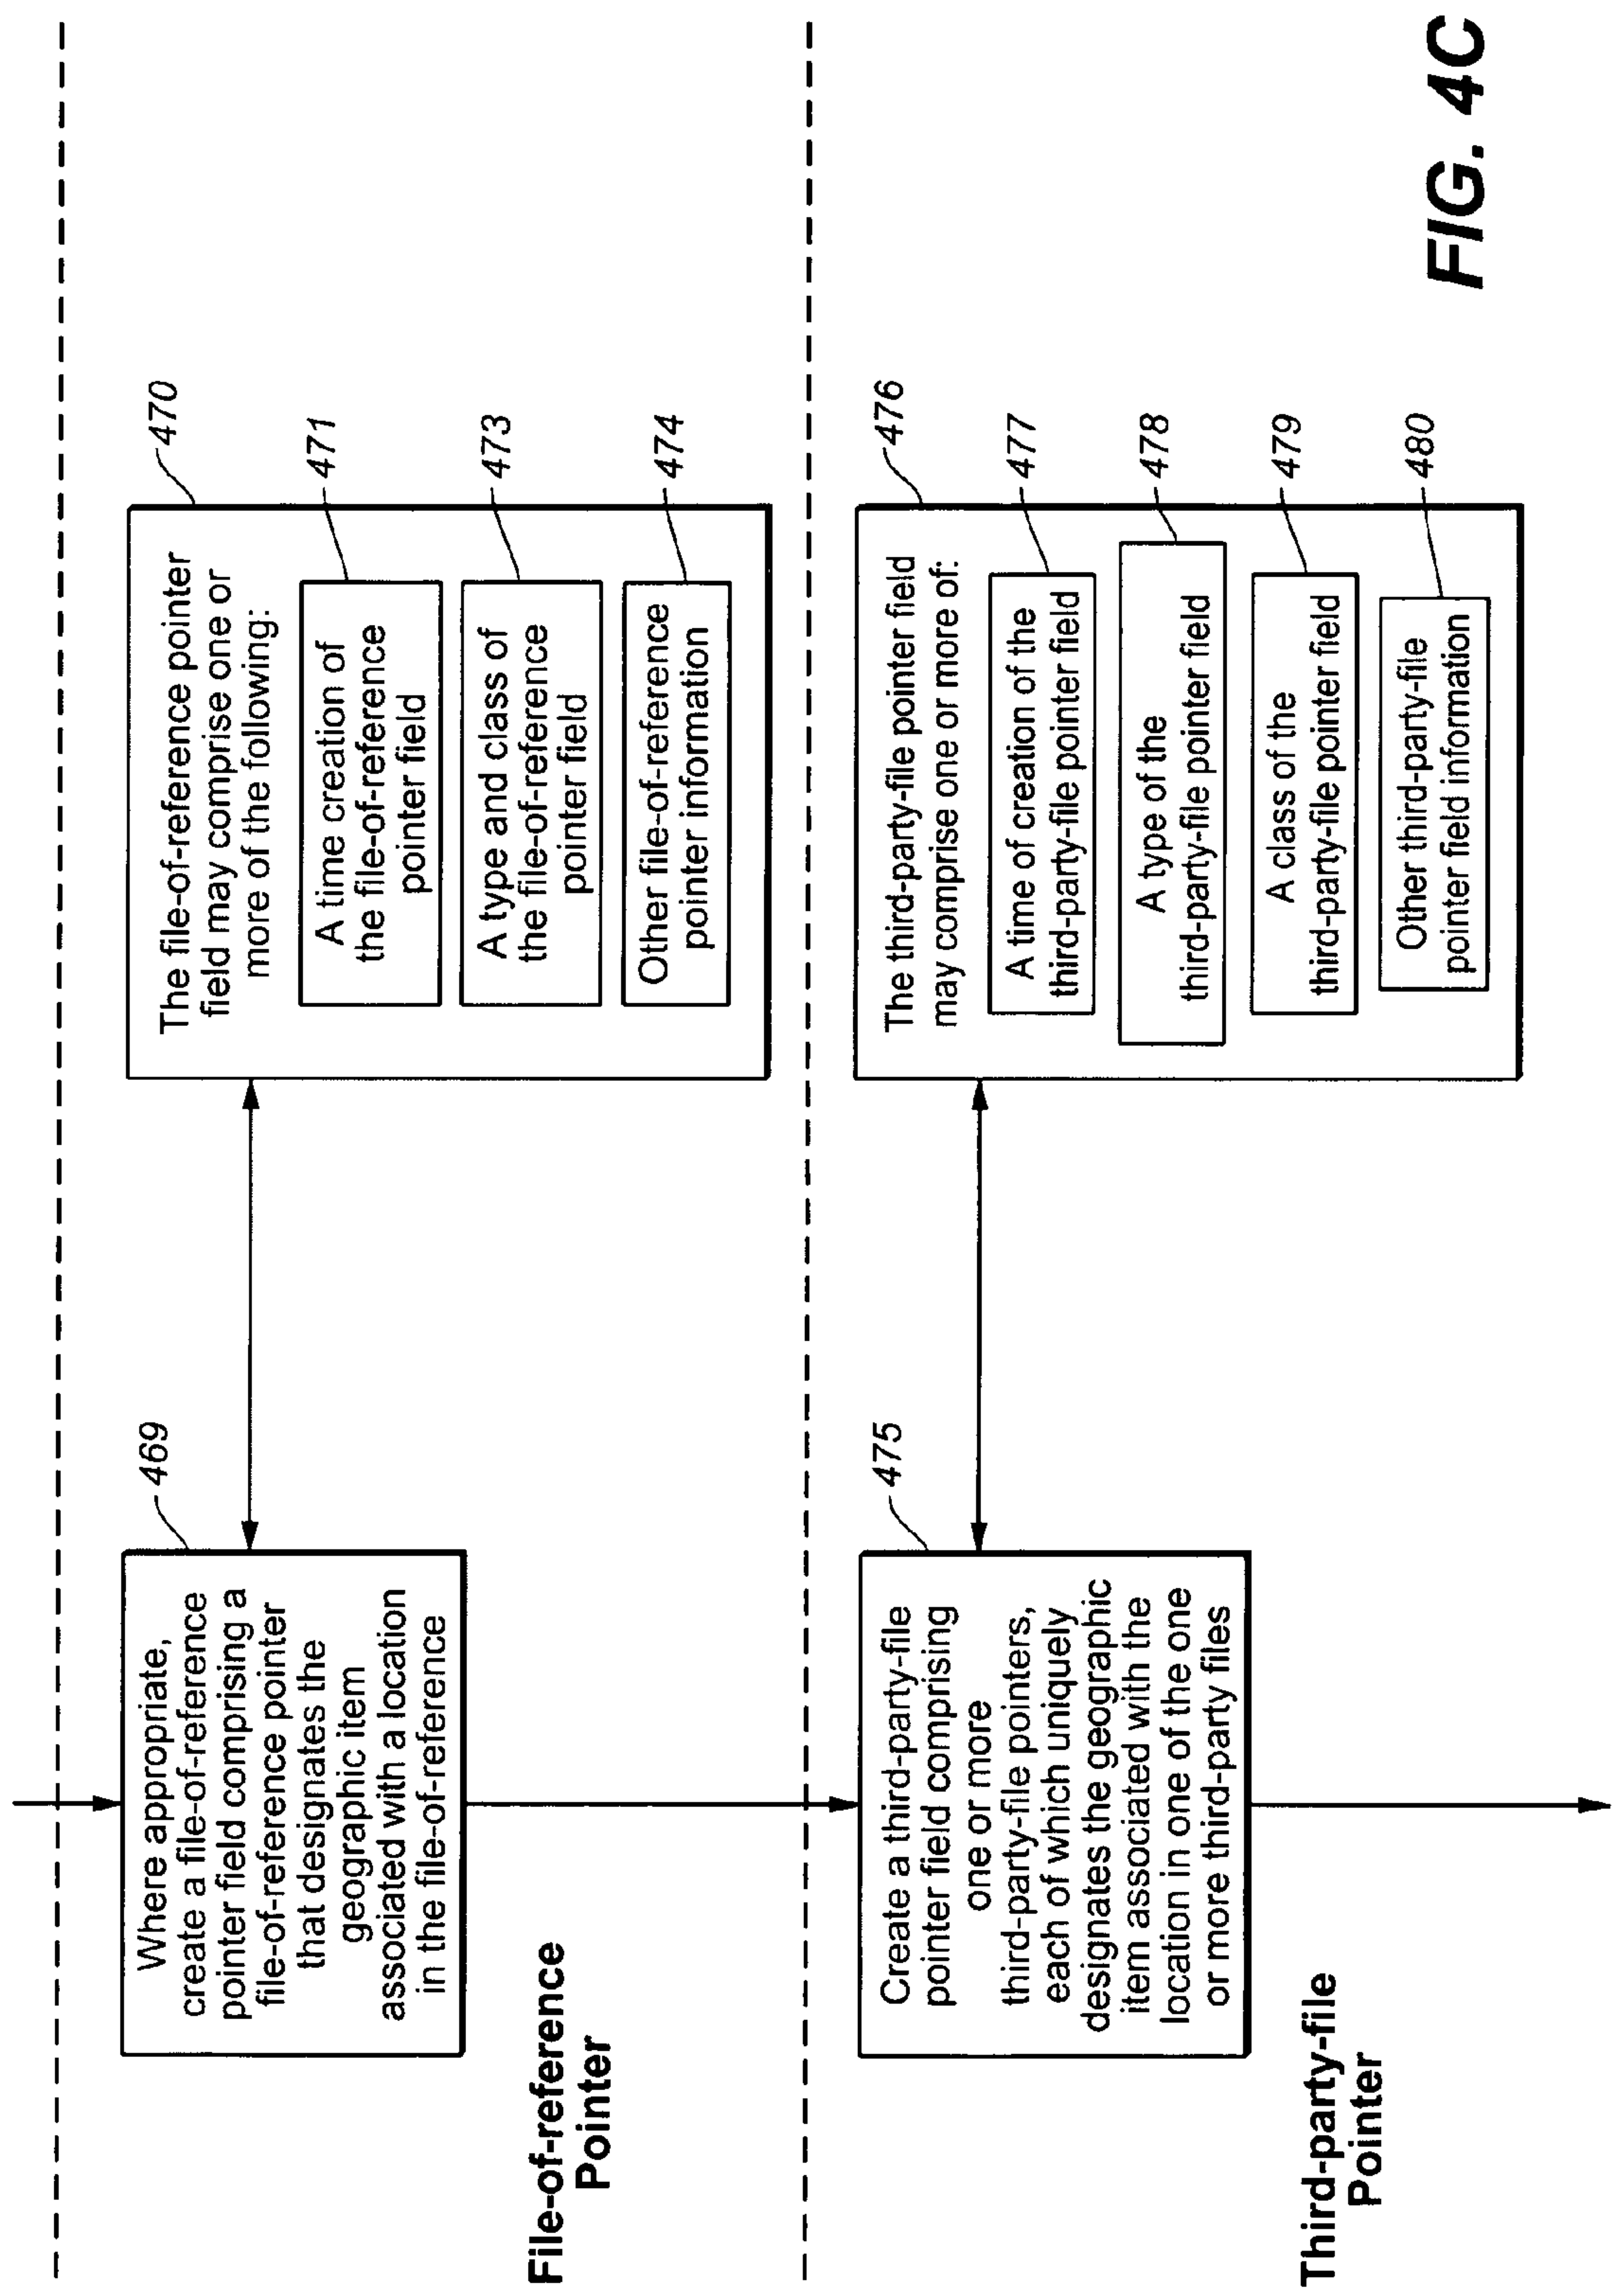 469
Where appropriate,
create a file-of-reference
pointer field comprising a
file-of-reference pointer
that designates the
geographic item
associated with a location
in the file-of-reference
File-of-reference
Pointer
470
The file-of-reference pointer
field may comprise one or
more of the following:
471
A time creation of
the file-of-reference
pointer field
473
A type and class of
the file-of-reference
pointer field
474
Other file-of-reference
pointer information
475
Create a third-party-file
pointer field comprising
one or more
third-party-file pointers,
each of which uniquely
designates the geographic
item associated with the
location in one of the one
or more third-party files
Third-party-file
Pointer
476
The third-party-file pointer field
may comprise one or more of:
477
A time of creation of the
third-party-file pointer field
478
A type of the
third-party-file pointer field
479
A class of the
third-party-file pointer field
480
Other third-party-file
pointer field information
FIG. 4C